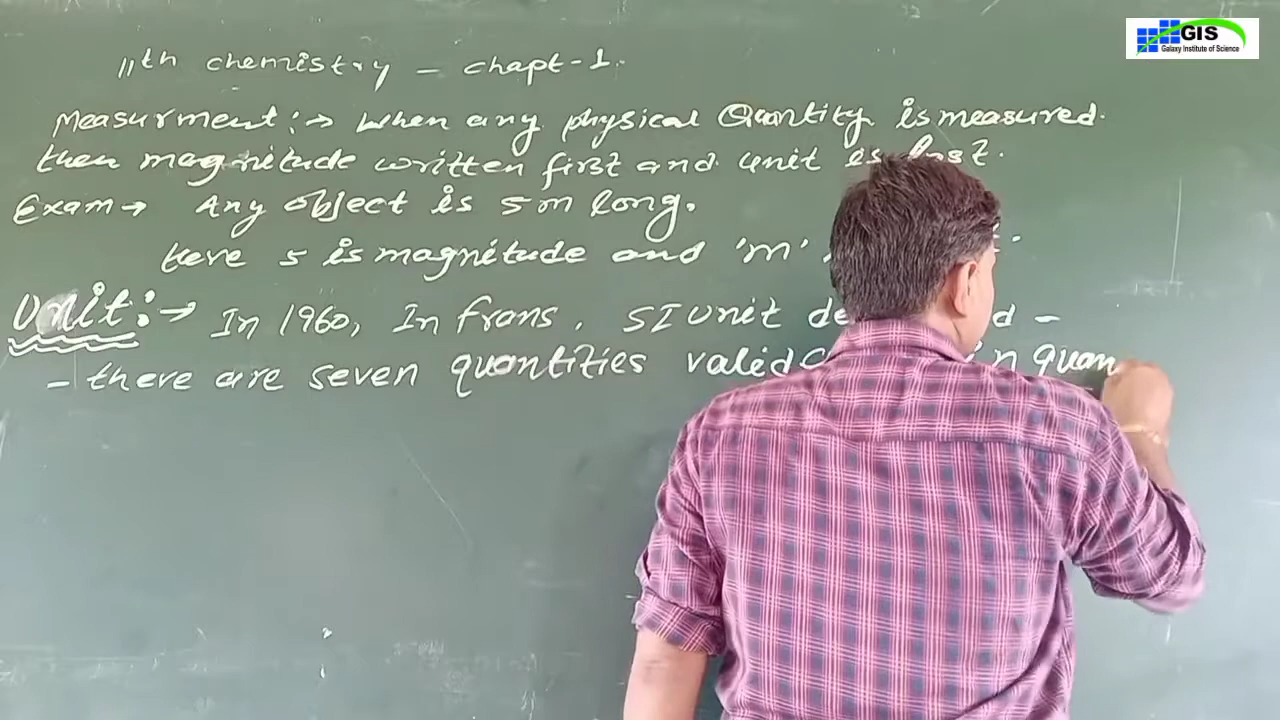 GIS
Galaxy Institute of Science
11th chemistry - chapt-1.
Measurment :→ When any physical Quantity is measured.
then magnitude written first and unit is last.
Exam → Any object is 5m long.
here 5 is magnitude and 'm'
Unit :→ In 1960, In frans, SI Unit de d -
- there are seven quantities valid in quan